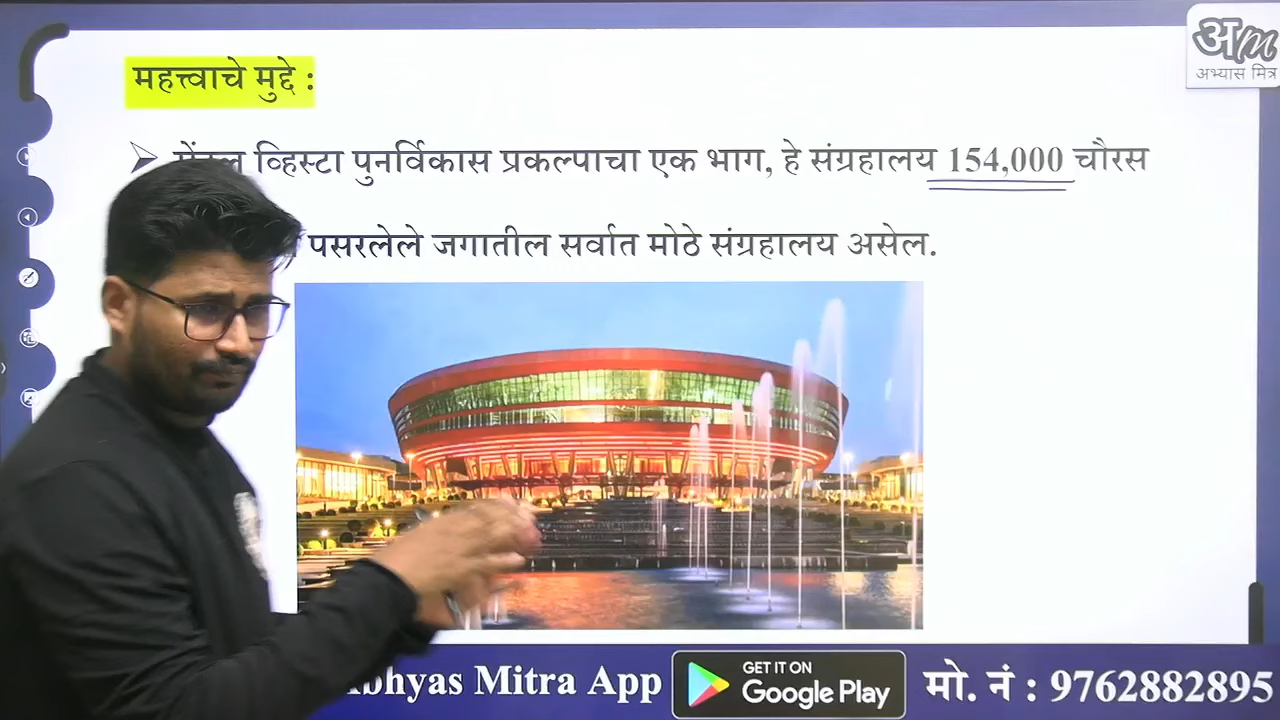 अm
अभ्यास मित्र
महत्त्वाचे मुद्दे :
व्हिस्टा पुनर्विकास प्रकल्पाचा एक भाग, हे संग्रहालय 154,000 चौरस
पसरलेले जगातील सर्वात मोठे संग्रहालय असेल.
Mitra App
GET IT ON
Google Play
मो. नं : 9762882895